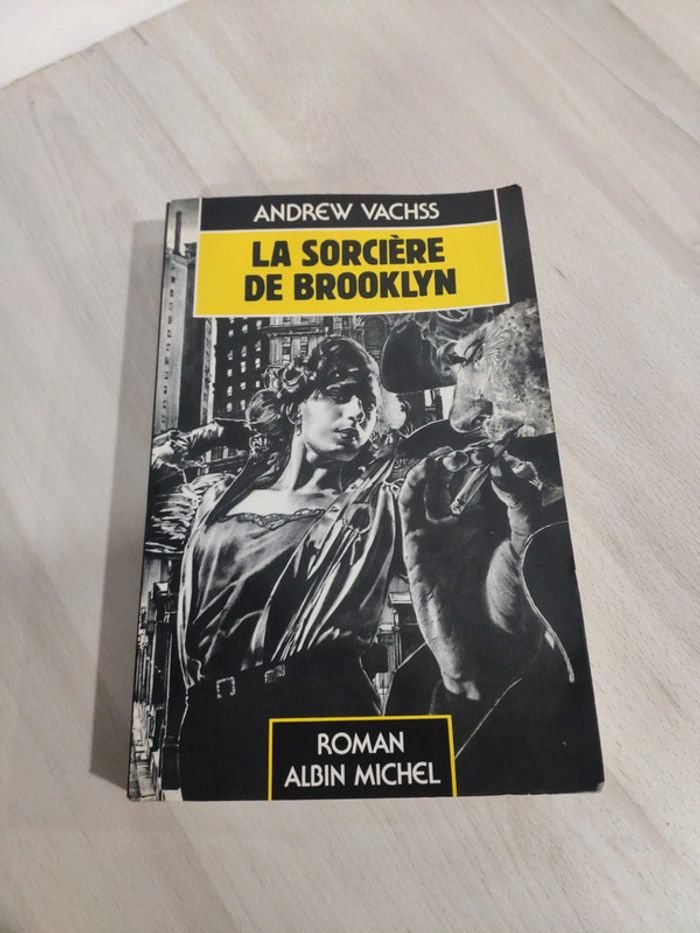 ANDREW VACHSS
LA SORCIÈRE
DE BROOKLYN
ROMAN
ALBIN MICHEL